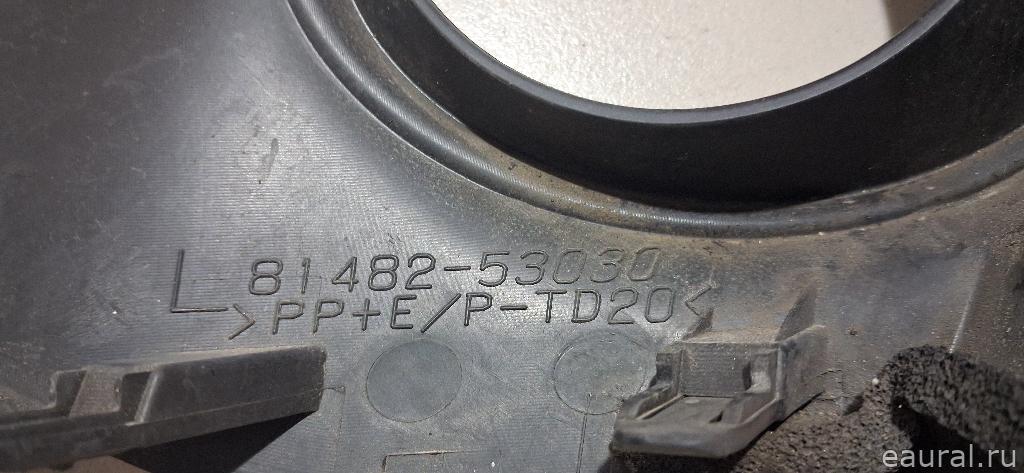 L 81482-53030
>PP+E/P-TD20<
eaural.ru